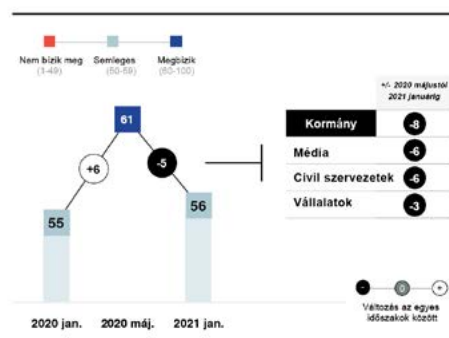 Nem bízik meg
(1-49)
Semleges
(50-59)
Megbízik
(60-100)
61
+6
-5
55
56
2020 jan.
2020 máj.
2021 jan.
+/- 2020 májustól
2021 januárig
Kormány
-8
Média
-6
Civil szervezetek
-6
Vállalatok
-3
-
0
+
Változás az egyes
időszakok között